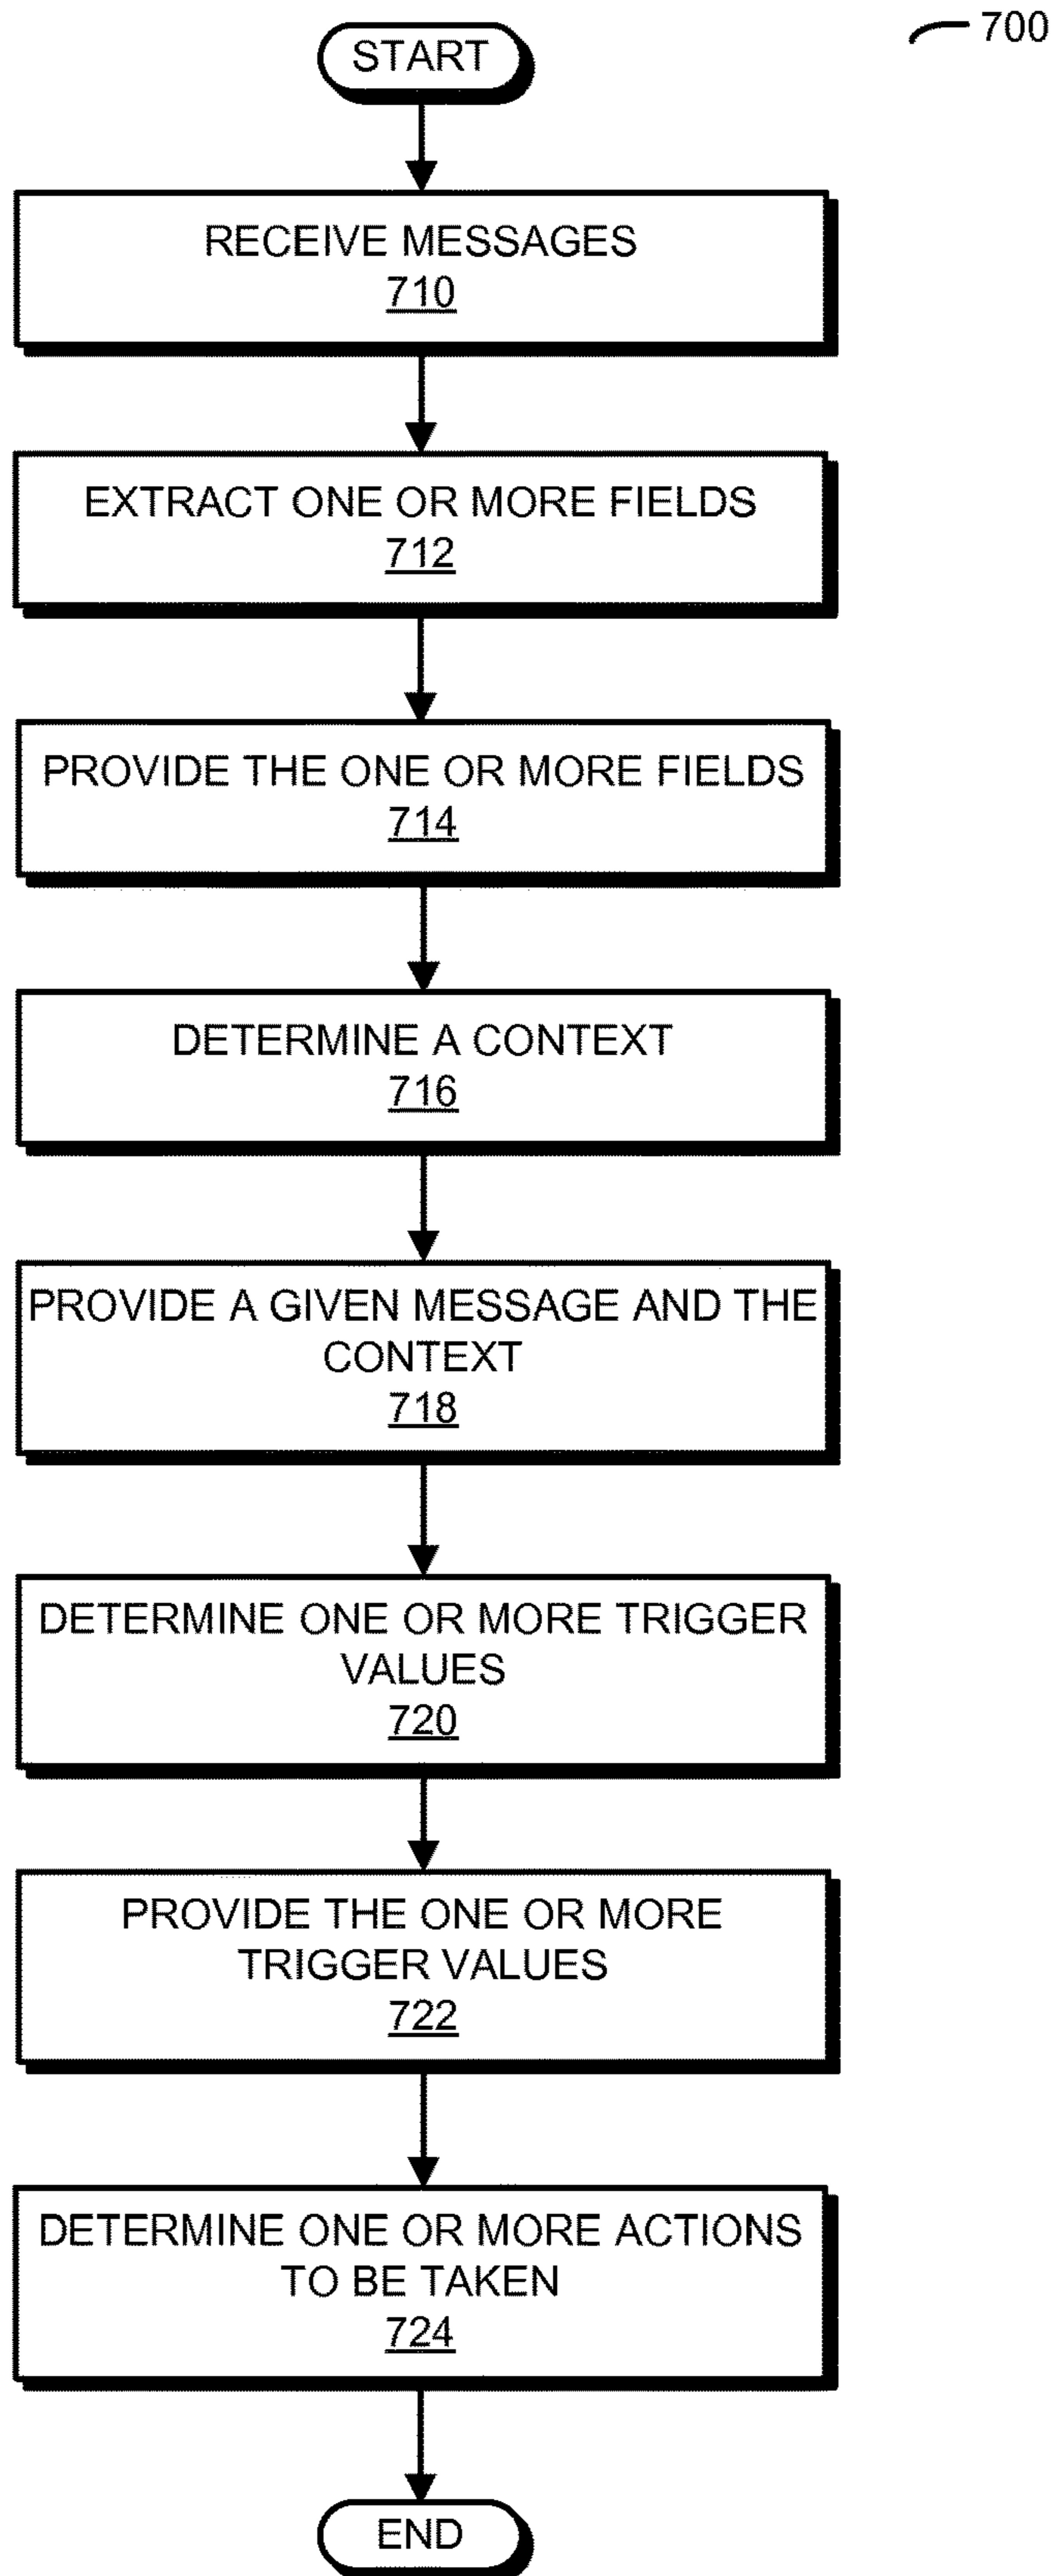 700
START
RECEIVE MESSAGES
710
EXTRACT ONE OR MORE FIELDS
712
PROVIDE THE ONE OR MORE FIELDS
714
DETERMINE A CONTEXT
716
PROVIDE A GIVEN MESSAGE AND THE
CONTEXT
718
DETERMINE ONE OR MORE TRIGGER
VALUES
720
PROVIDE THE ONE OR MORE
TRIGGER VALUES
722
DETERMINE ONE OR MORE ACTIONS
TO BE TAKEN
724
END